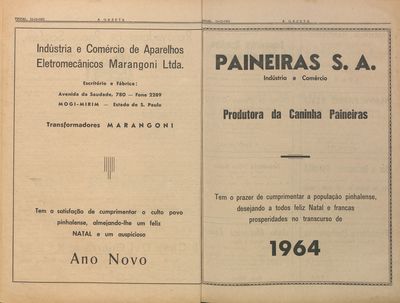 A GAZETA
Indústria e Comércio de Aparelhos
Eletromecânicos Marangoni Ltda.
Escritório e Fábrica:
Avenida da Saudade, 780 — Fone 2289
MOGI-MIRIM — Estado de S. Paulo
Transformadores MARANGONI
Tem a satisfação de cumprimentar o culto povo
pinhalense, almejando-lhe um feliz
NATAL e um auspicioso
Ano Novo
A GAZETA
PAINEIRAS S. A.
Indústria e Comércio
Produtora da Caninha Paineiras
Tem o prazer de cumprimentar a população pinhalense,
desejando a todos feliz Natal e francas
prosperidades no transcurso de
1964